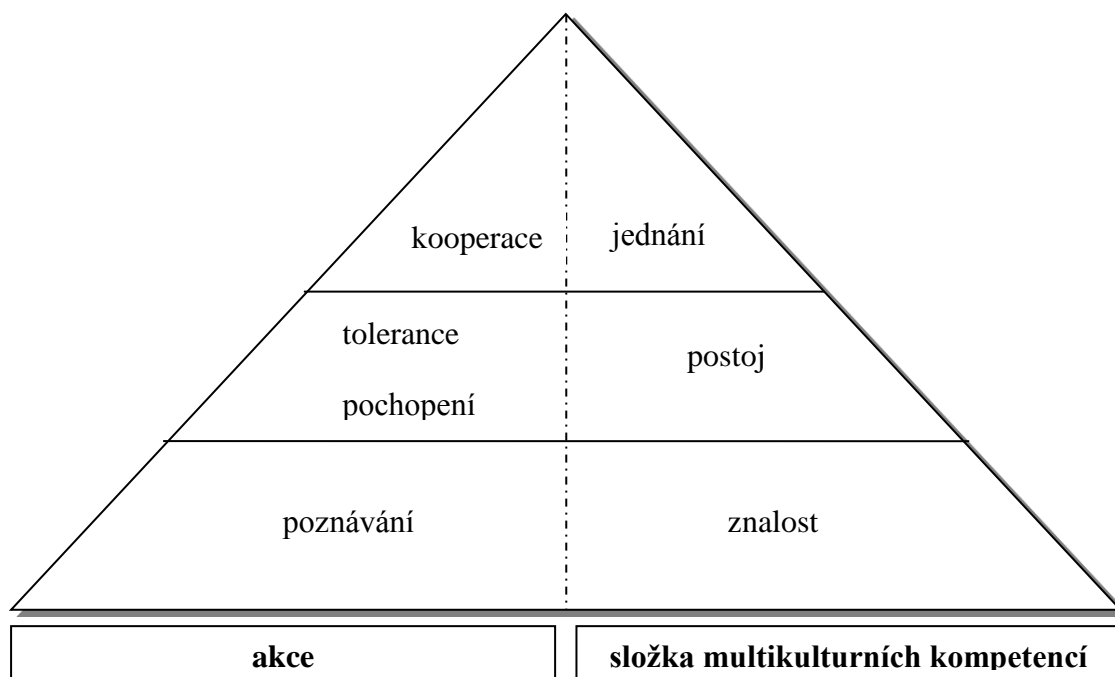 kooperace jednání
tolerance
postoj
pochopení
poznávání znalost
akce složka multikulturních kompetencí